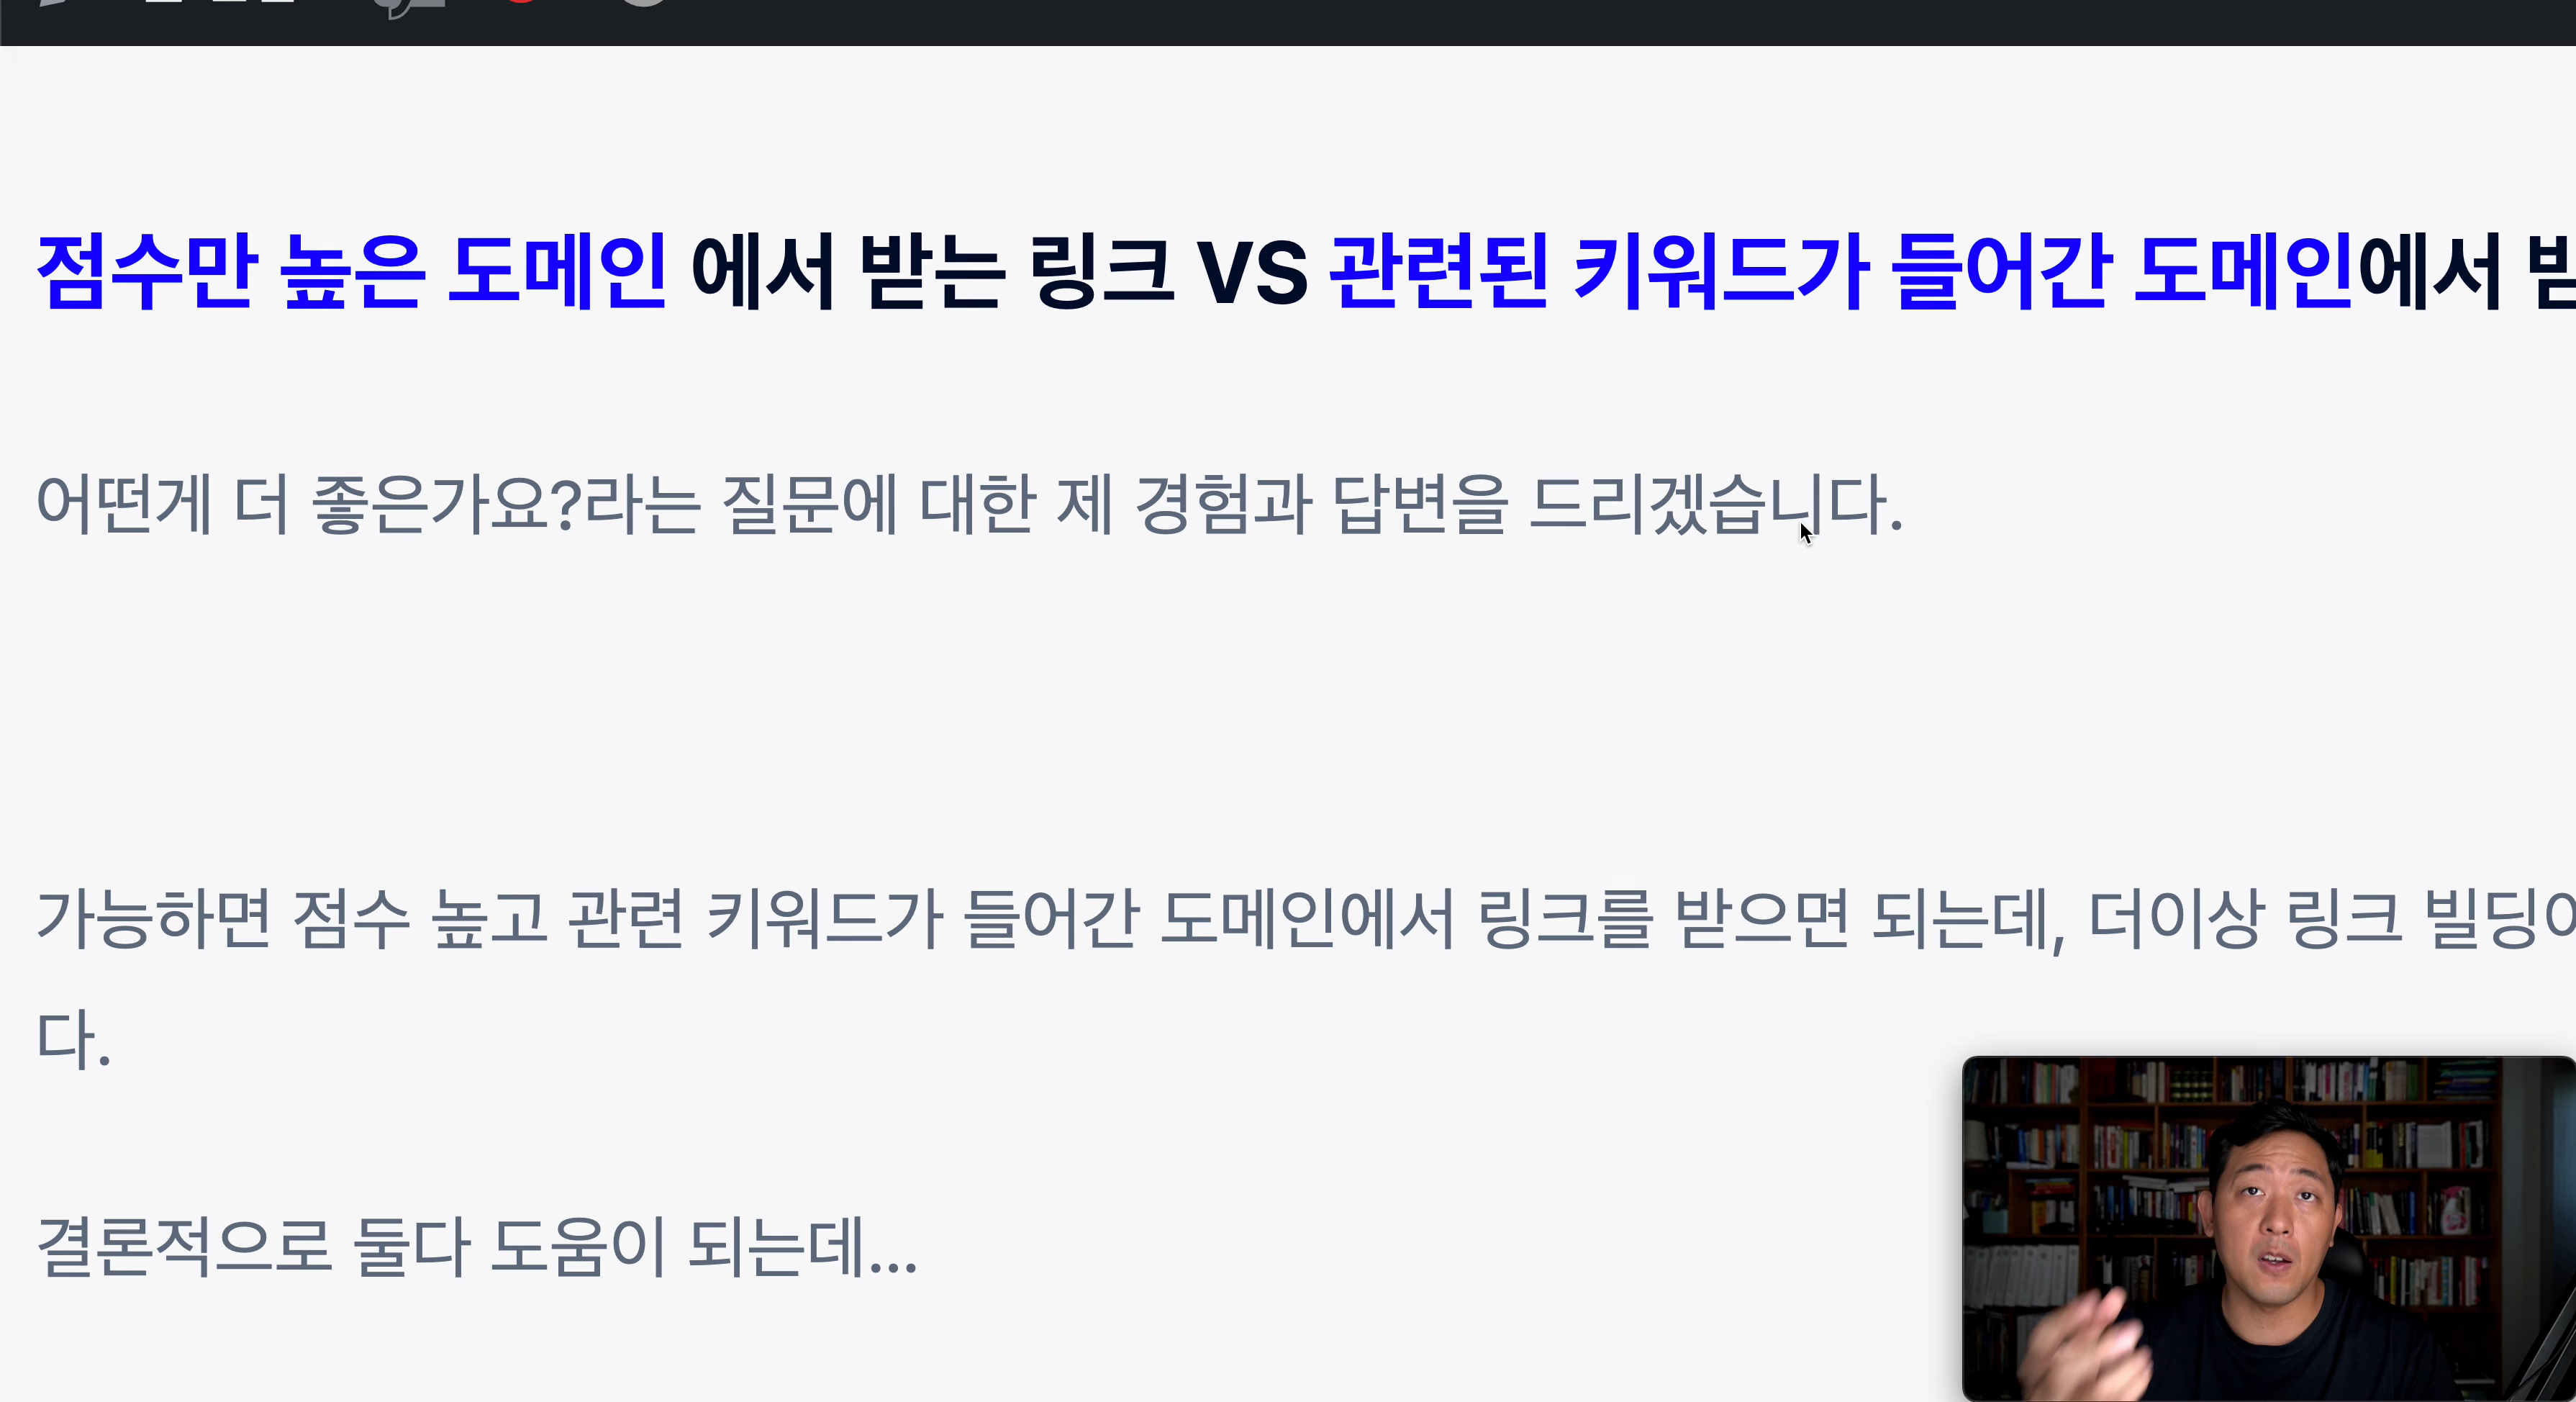 점수만 높은 도메인 에서 받는 링크 VS 관련된 키워드가 들어간 도메인에서
어떤게 더 좋은가요?라는 질문에 대한 제 경험과 답변을 드리겠습니다.
가능하면 점수 높고 관련 키워드가 들어간 도메인에서 링크를 받으면 되는데, 더이상 링크
다.
결론적으로 둘다 도움이 되는데...